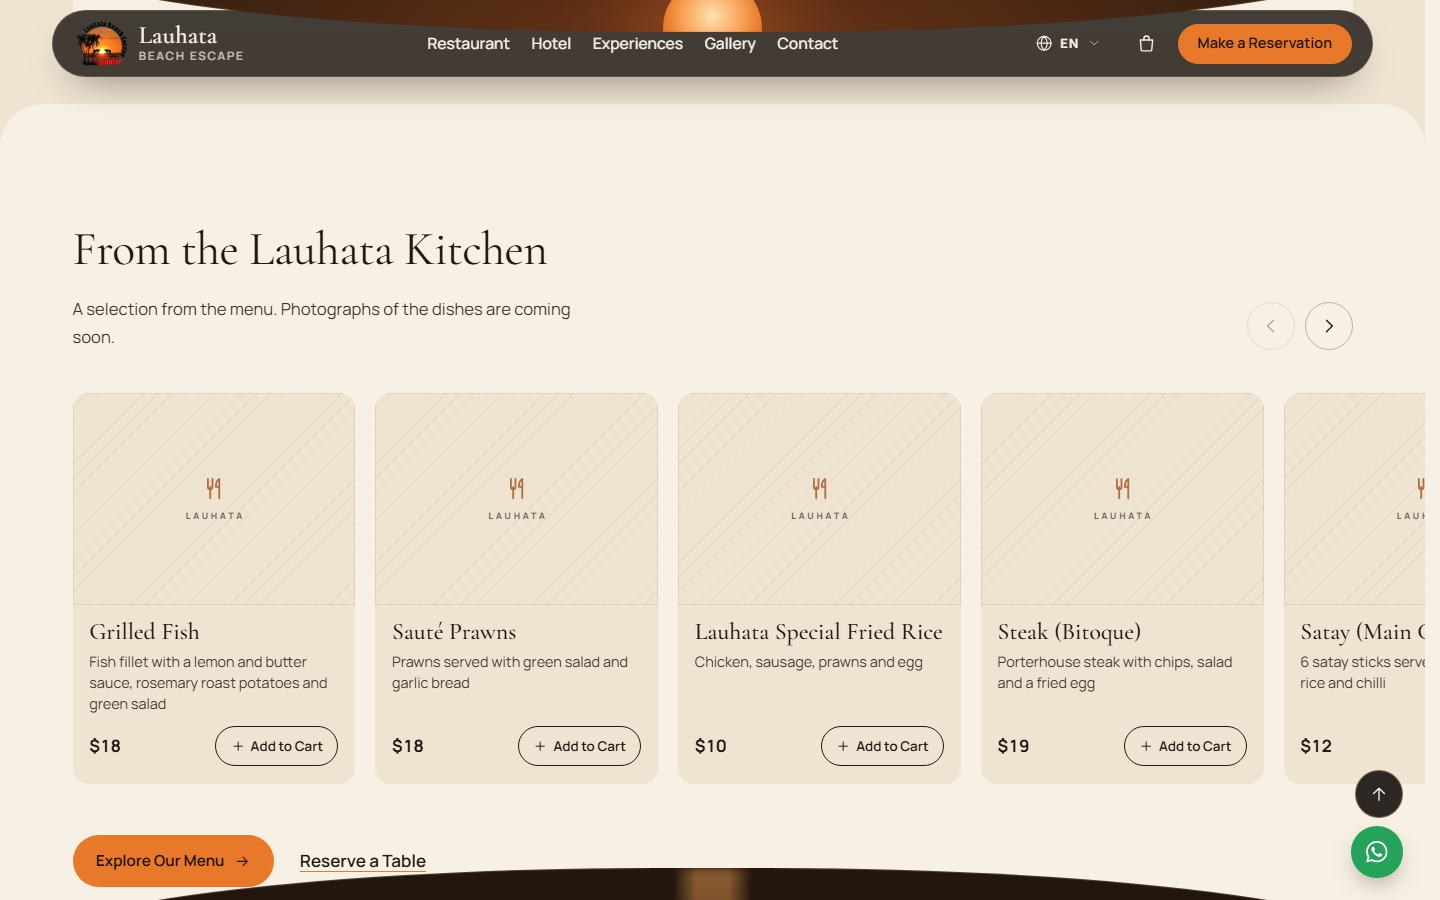 Lauhata
BEACH ESCAPE
Restaurant
Hotel
Experiences
Gallery
Contact
EN
Make a Reservation
From the Lauhata Kitchen
A selection from the menu. Photographs of the dishes are coming
soon.
LAUHATA
LAUHATA
LAUHATA
LAUHATA
Grilled Fish
Fish fillet with a lemon and butter
sauce, rosemary roast potatoes and
green salad
$18
+ Add to Cart
Sauté Prawns
Prawns served with green salad and
garlic bread
$18
+ Add to Cart
Lauhata Special Fried Rice
Chicken, sausage, prawns and egg
$10
+ Add to Cart
Steak (Bitoque)
Porterhouse steak with chips, salad
and a fried egg
$19
+ Add to Cart
Satay (Main
6 satay sticks
rice and chilli
$12
Explore Our Menu →
Reserve a Table